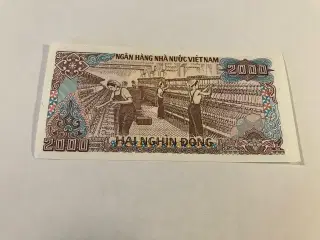 NGÂN HÀNG NHÀ NƯỚC VIỆT NAM
2000
2000
HAI NGHÌN ĐỒNG